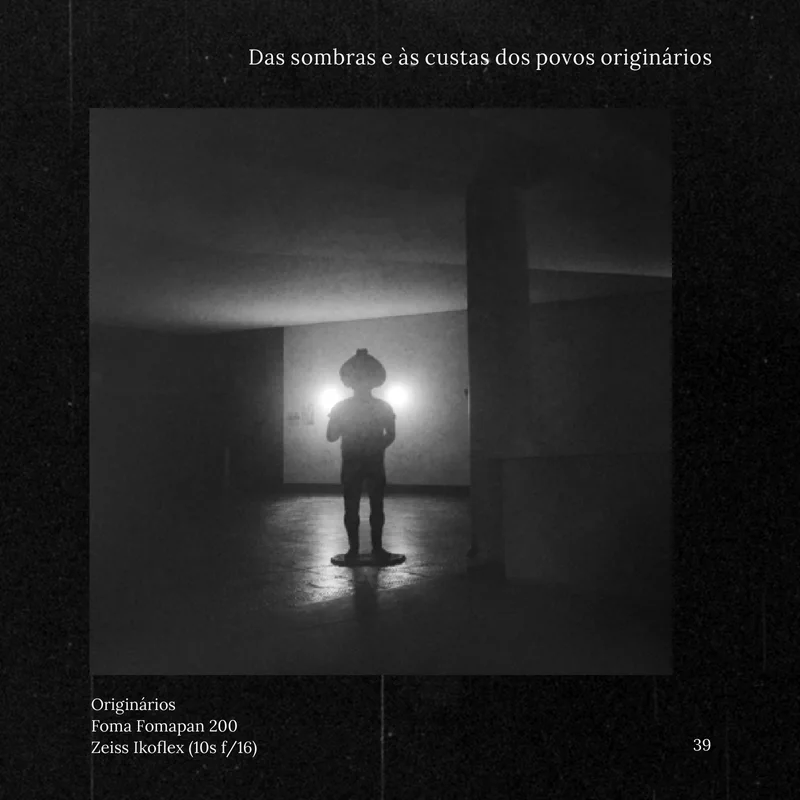 Das sombras e às custas dos povos originários
Originários
Foma Fomapan 200
Zeiss Ikoflex (10s f/16)
39